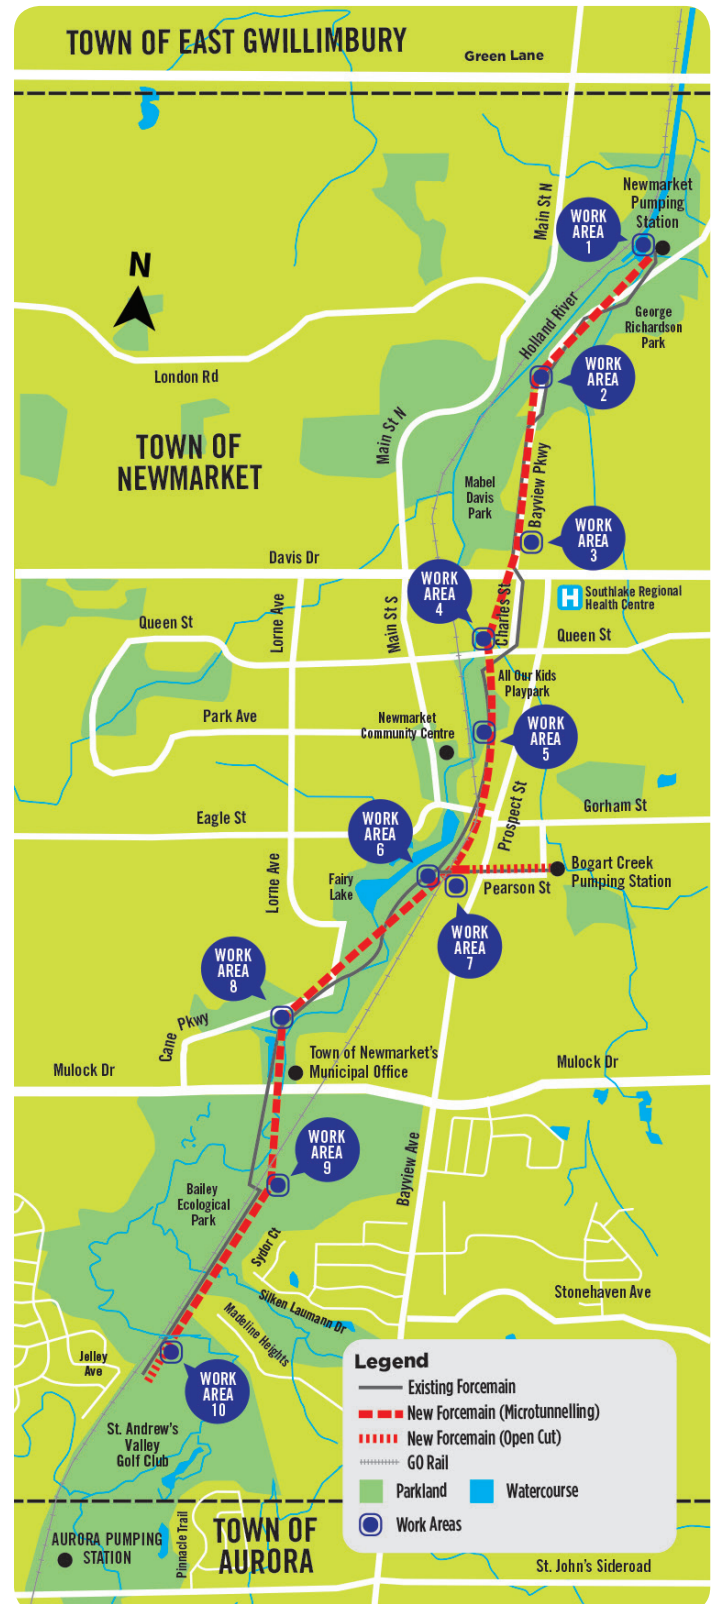 TOWN OF EAST GWILLIMBURY
Green Lane
Newmarket
Pumping
Station
Main St N
WORK
AREA
1
N
Holland River
George
Richardson
Park
London Rd
WORK
AREA
2
Main St N
TOWN OF
NEWMARKET
Bayview Pkwy
Mabel
Davis
Park
WORK
AREA
3
Davis Dr
WORK
AREA
4
Southlake Regional
Health Centre
H
Lorne Ave
Main St S
Charles St
Queen St
Queen St
All Our Kids
Playpark
Park Ave
Newmarket
Community Centre
WORK
AREA
5
Prospect St
Gorham St
Eagle St
WORK
AREA
6
Bogart Creek
Pumping Station
Lorne Ave
Fairy
Lake
Pearson St
WORK
AREA
7
WORK
AREA
8
Cane Pkwy
Town of Newmarket's
Municipal Office
Mulock Dr
Mulock Dr
WORK
AREA
9
Bayview Ave
Bailey
Ecological
Park
Sydor Ct
Silken Laumann Dr
Stonehaven Ave
Madeline Heights
Jelley
Ave
WORK
AREA
10
St. Andrew's
Valley
Golf Club
Legend
Existing Forcemain
New Forcemain (Microtunnelling)
New Forcemain (Open Cut)
GO Rail
Parkland
Watercourse
Work Areas
AURORA PUMPING
STATION
Pinnacle Trail
TOWN OF
AURORA
St. John's Sideroad